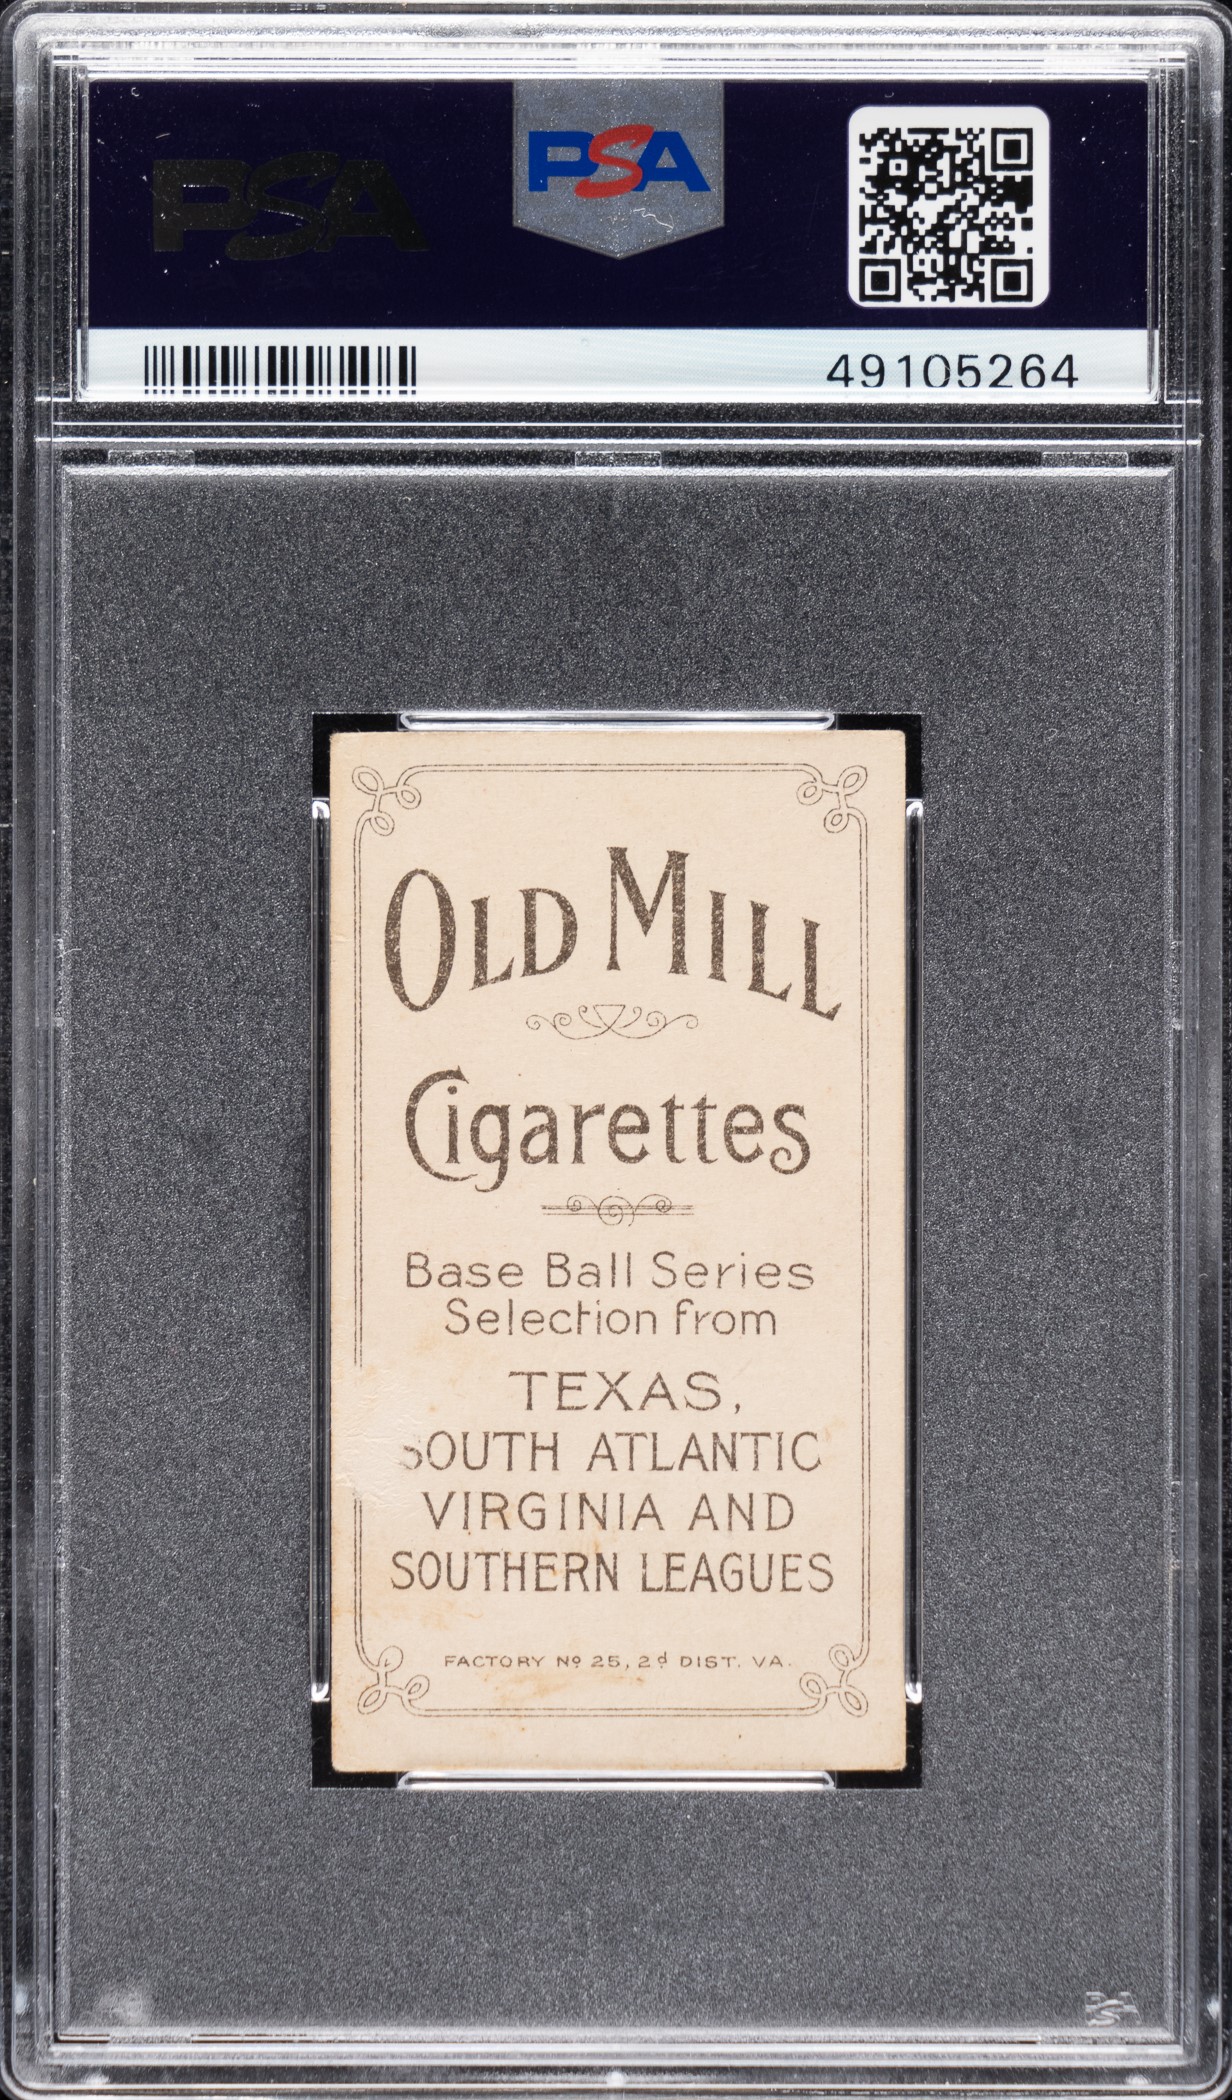 PSA
PSA
49105264
OLD MILL
Cigarettes
Base Ball Series
Selection from
TEXAS,
SOUTH ATLANTIC
VIRGINIA AND
SOUTHERN LEAGUES
FACTORY Nº 25, 2d DIST. VA.
PSA